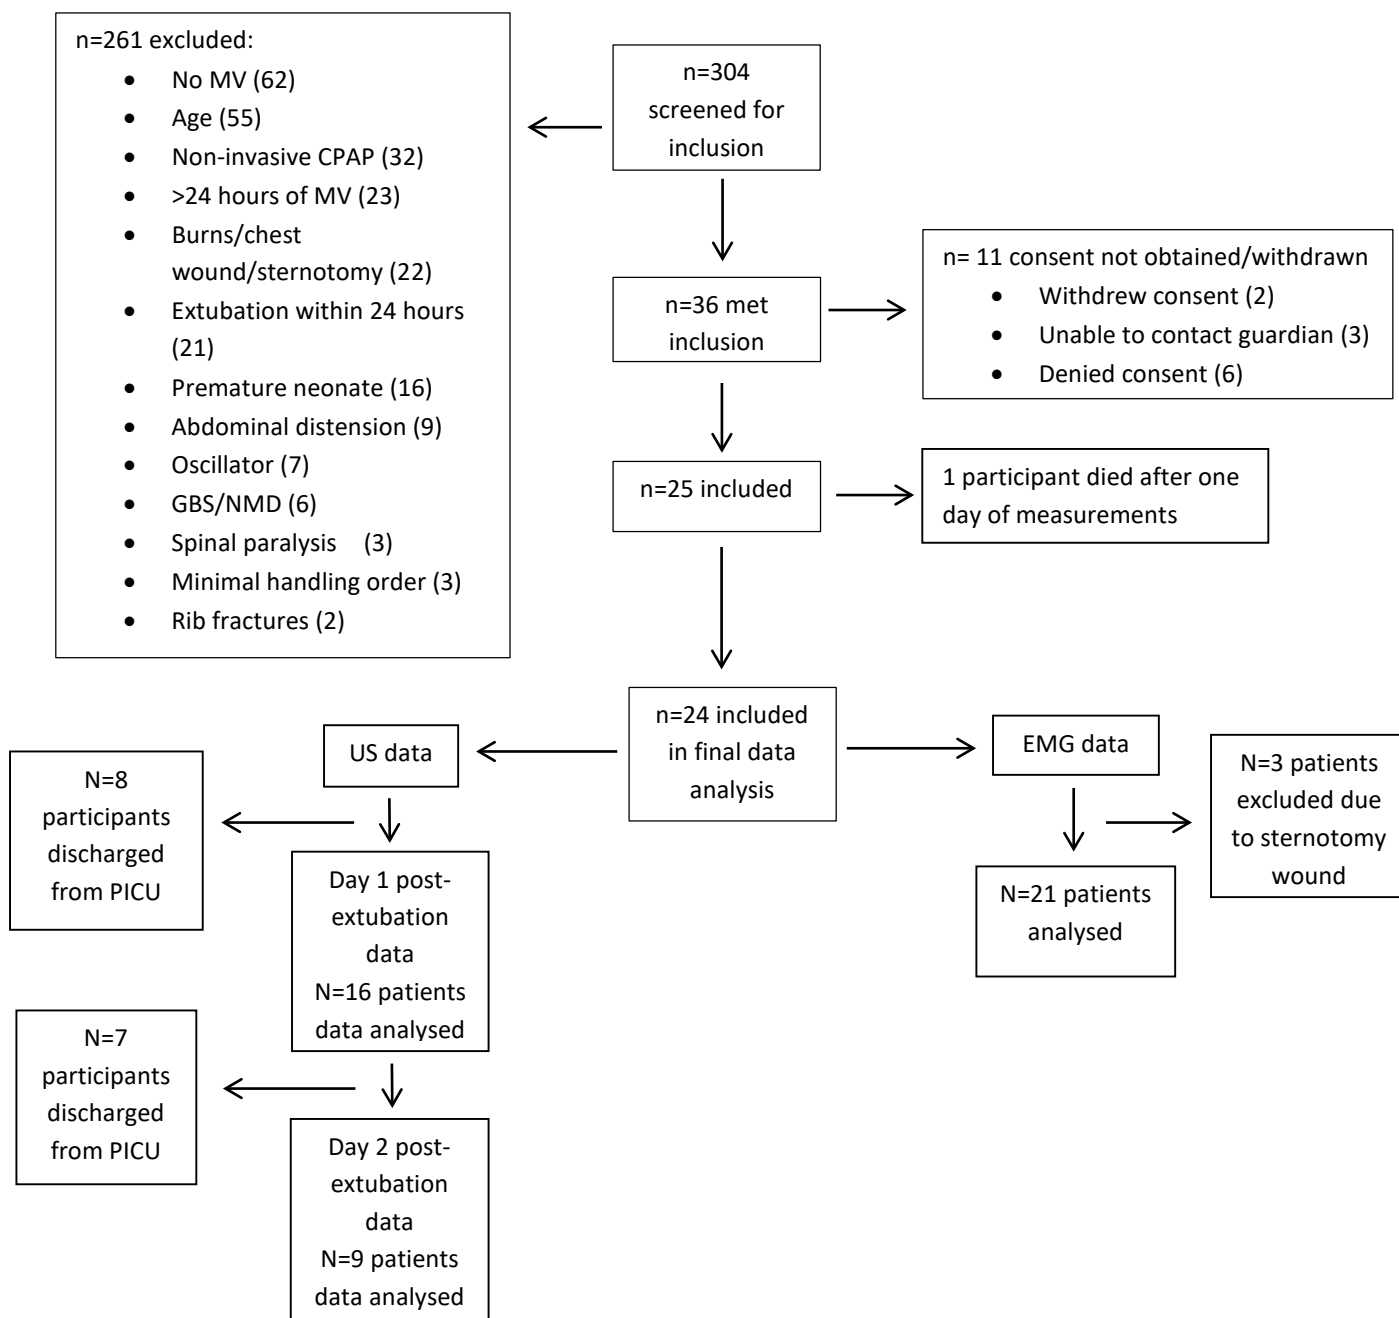 n=261 excluded:
• No MV (62)
• Age (55)
• Non-invasive CPAP (32)
• >24 hours of MV (23)
• Burns/chest
wound/sternotomy (22)
• Extubation within 24 hours
(21)
• Premature neonate (16)
• Abdominal distension (9)
• Oscillator (7)
• GBS/NMD (6)
• Spinal paralysis (3)
• Minimal handling order (3)
• Rib fractures (2)
n=304
screened for
inclusion
n=36 met
inclusion
n= 11 consent not obtained/withdrawn
• Withdrew consent (2)
• Unable to contact guardian (3)
• Denied consent (6)
n=25 included
1 participant died after one
day of measurements
n=24 included
in final data
analysis
US data
N=8
participants
discharged
from PICU
Day 1 post-
extubation
data
N=16 patients
data analysed
N=7
participants
discharged
from PICU
Day 2 post-
extubation
data
N=9 patients
data analysed
EMG data
N=3 patients
excluded due
to sternotomy
wound
N=21 patients
analysed